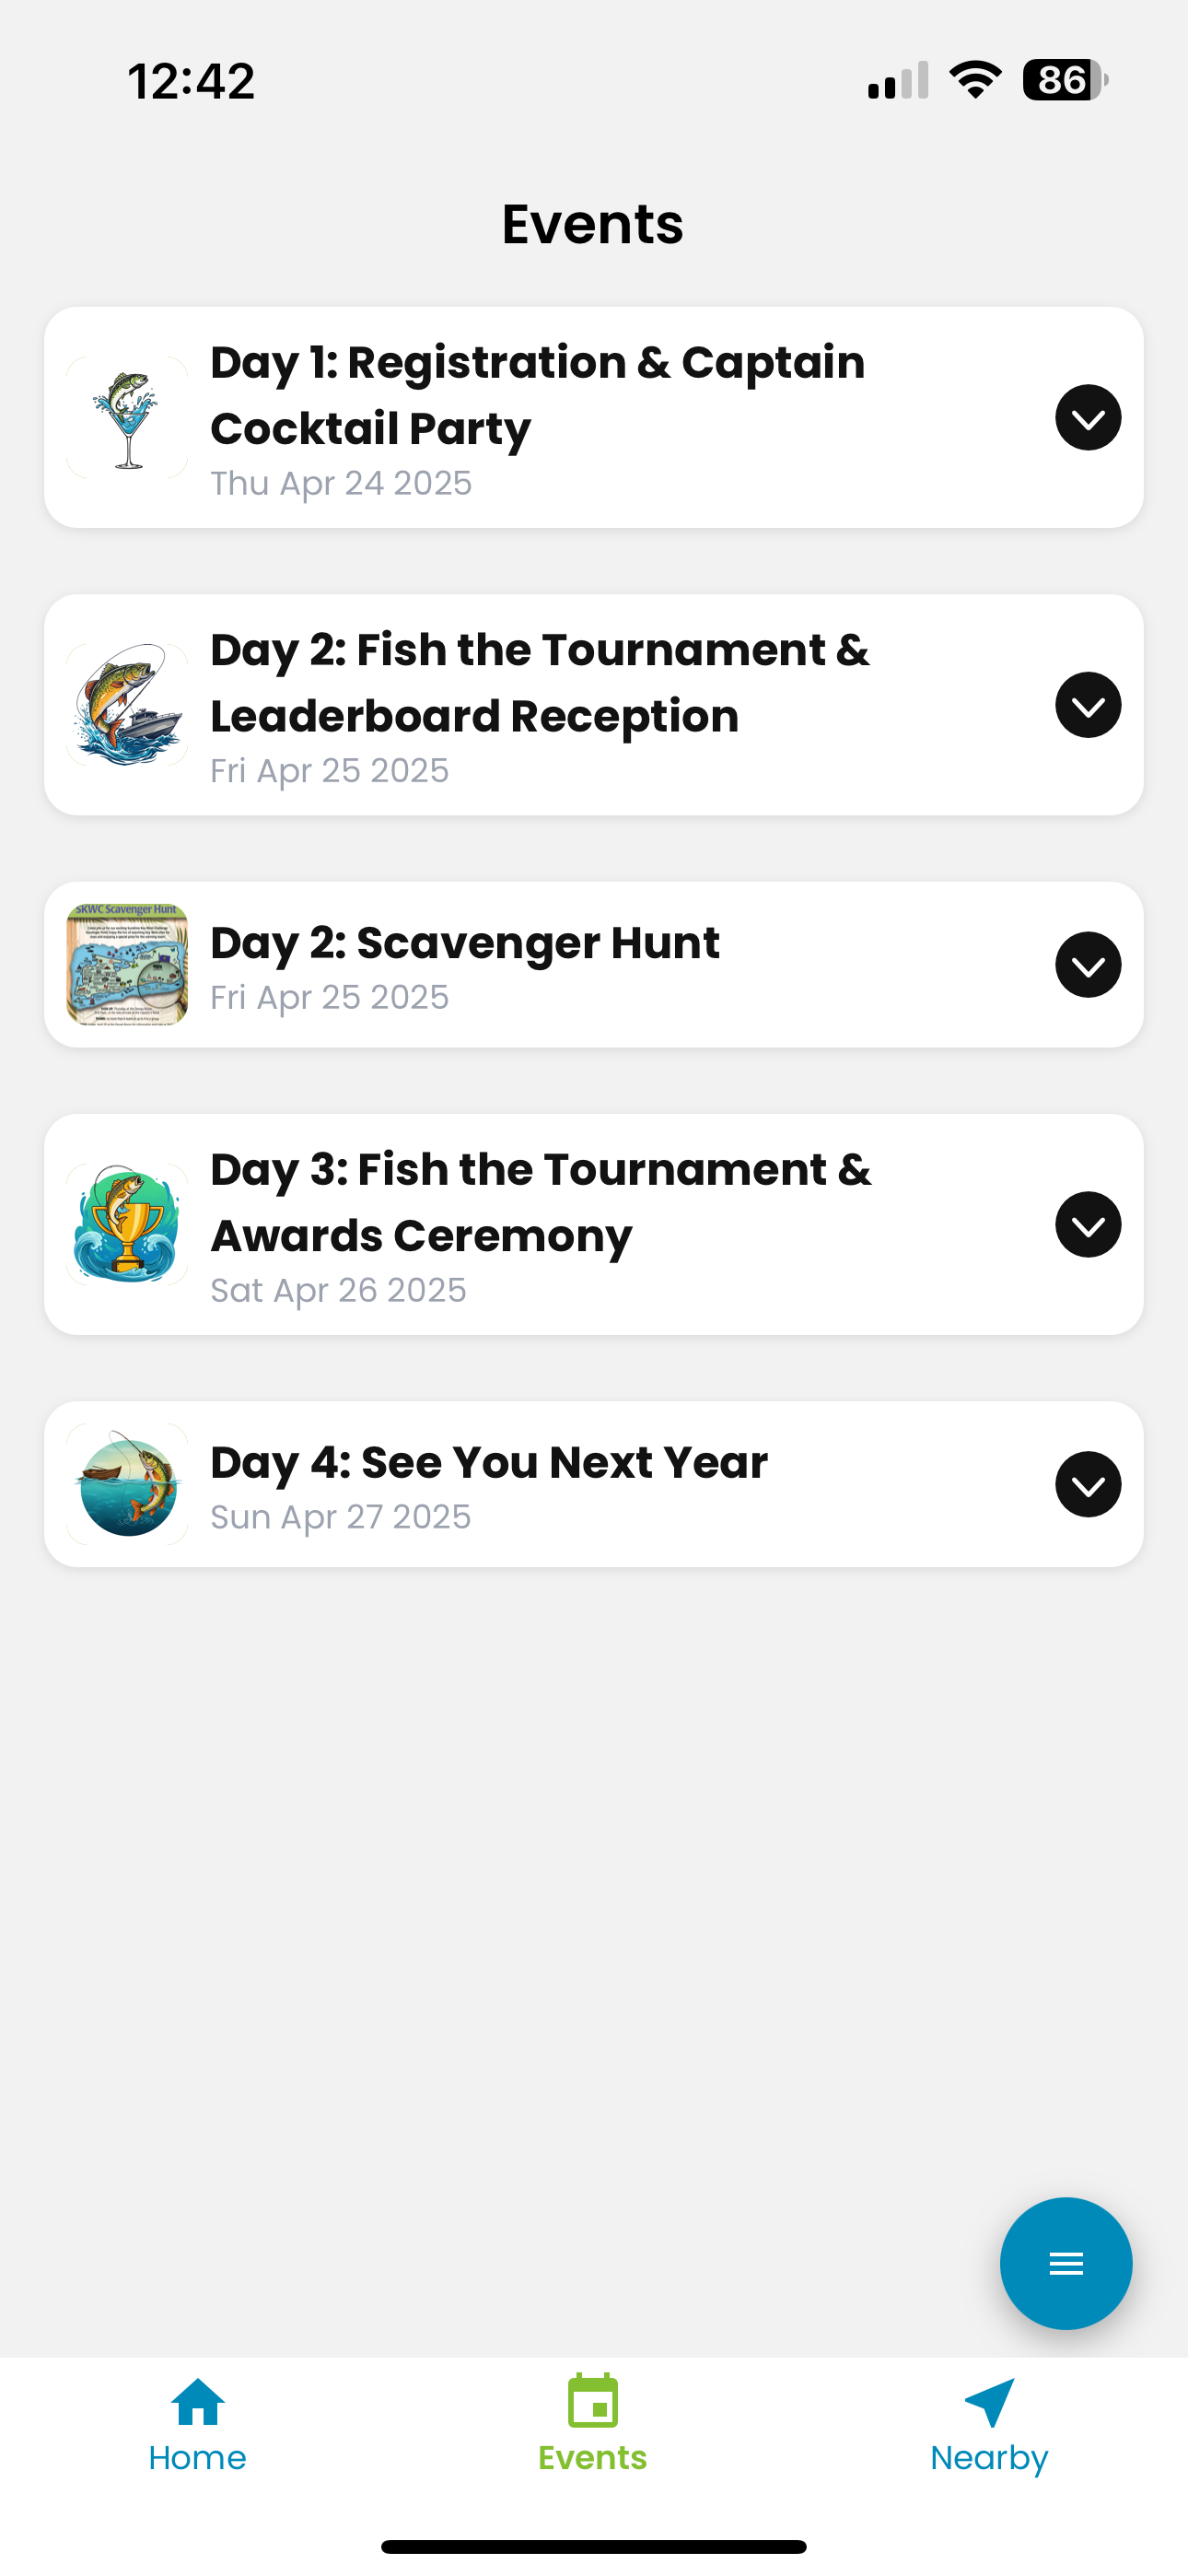 12:42
86
Events
Day 1: Registration & Captain
Cocktail Party
Thu Apr 24 2025
Day 2: Fish the Tournament &
Leaderboard Reception
Fri Apr 25 2025
SKWC Scavenger Hunt
Day 2: Scavenger Hunt
Fri Apr 25 2025
Day 3: Fish the Tournament &
Awards Ceremony
Sat Apr 26 2025
Day 4: See You Next Year
Sun Apr 27 2025
Home
Events
Nearby